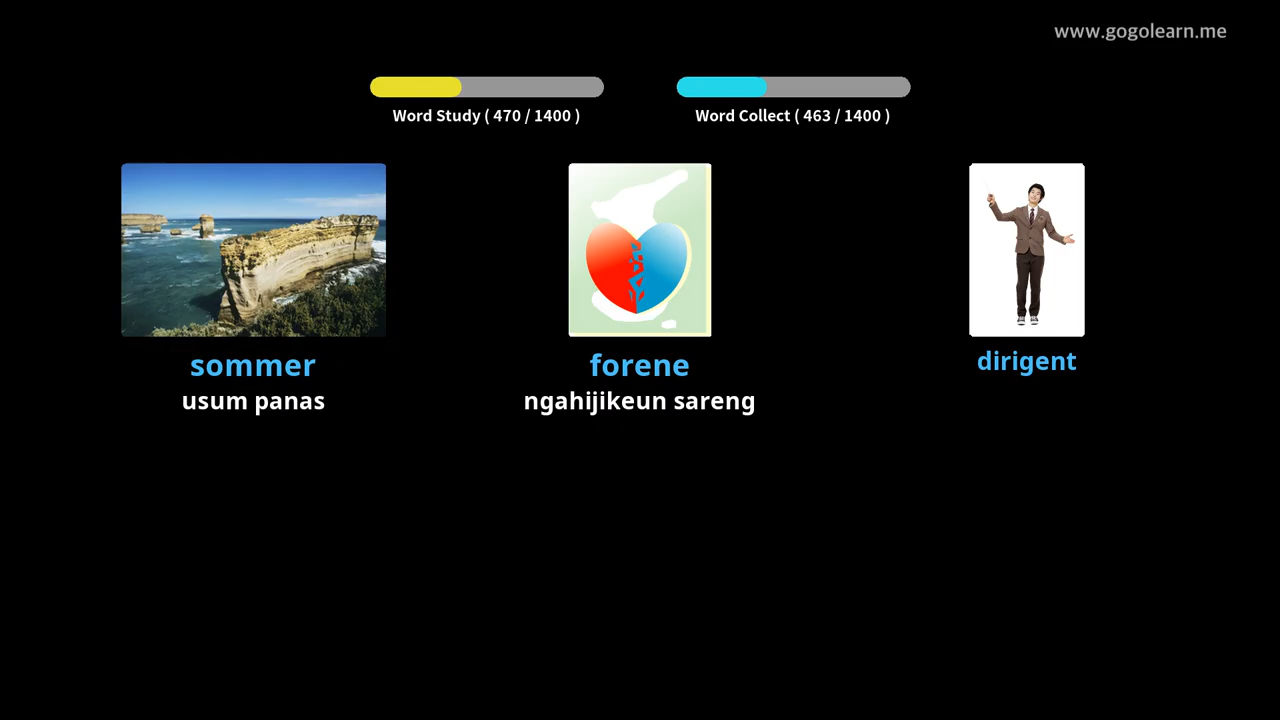 www.gogolearn.me
Word Study ( 470 / 1400 )
Word Collect ( 463 / 1400 )
sommer
usum panas
forene
ngahijikeun sareng
dirigent